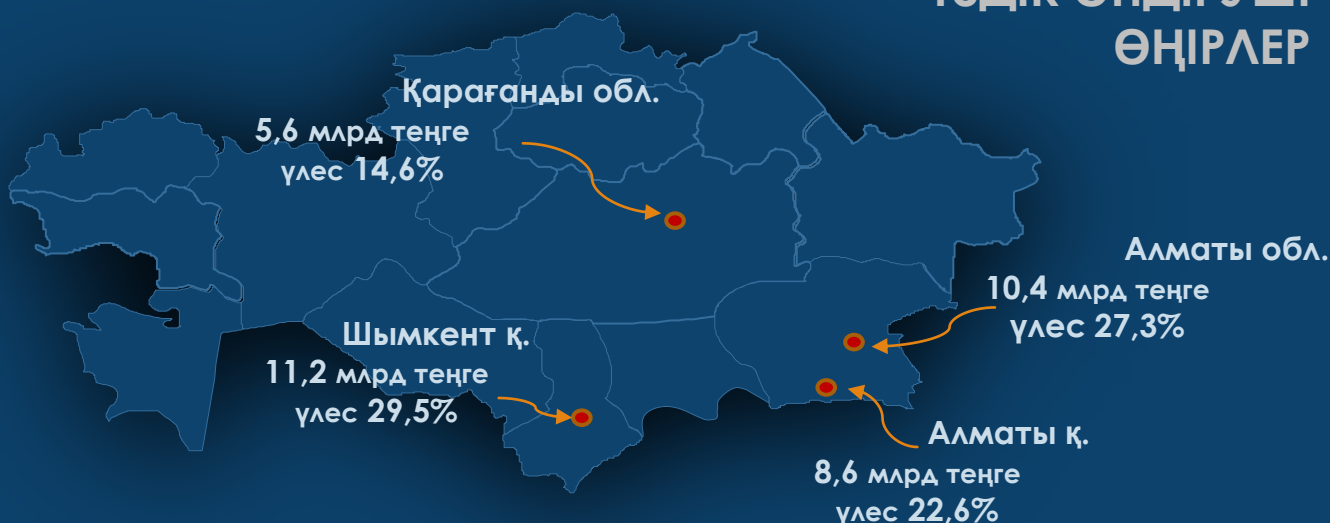 ӨҢІРЛЕР
Қарағанды обл.
5,6 млрд теңге
үлес 14,6%
Алматы обл.
10,4 млрд теңге
үлес 27,3%
Шымкент қ.
11,2 млрд теңге
үлес 29,5%
Алматы қ.
8,6 млрд теңге
үлес 22,6%